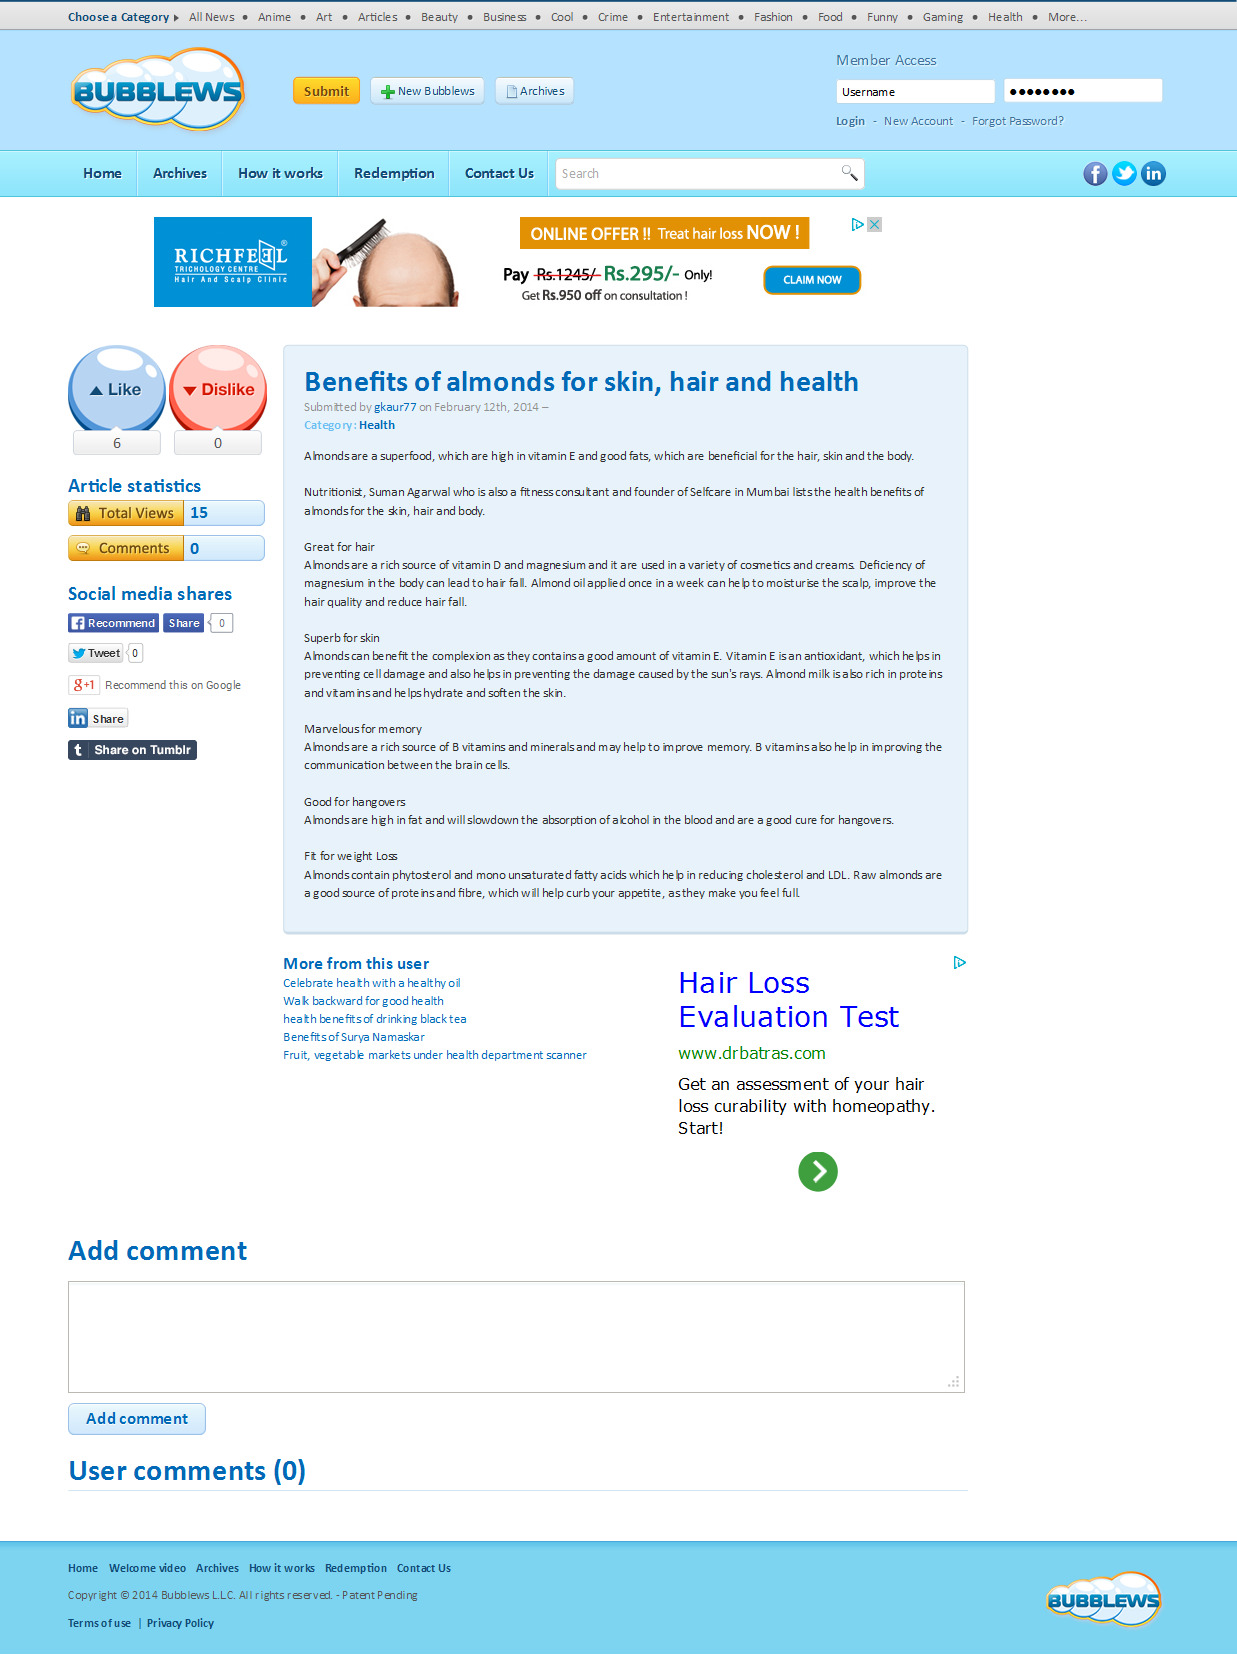 Choose a Category All News • Anime • Art • Articles • Beauty • Business • Cool • Crime • Entertainment • Fashion • Food • Funny • Gaming • Health • More...
BUBBLEWS
Submit New Bubblews Archives
Member Access
Username ●●●●●●●●
Login - New Account - Forgot Password?
Home Archives How it works Redemption Contact Us Search
RICHFEEL®
TRICHOLOGY CENTRE
Hair And Scalp Clinic
ONLINE OFFER !! Treat hair loss NOW !
Pay Rs.1245/- Rs.295/- Only!
Get Rs.950 off on consultation !
CLAIM NOW
Like
Dislike
6
0
Article statistics
Total Views 15
Comments 0
Social media shares
Recommend Share 0
Tweet 0
g+1 Recommend this on Google
in Share
t Share on Tumblr
Benefits of almonds for skin, hair and health
Submitted by gkaur77 on February 12th, 2014 –
Category: Health
Almonds are a superfood, which are high in vitamin E and good fats, which are beneficial for the hair, skin and the body.
Nutritionist, Suman Agarwal who is also a fitness consultant and founder of Selfcare in Mumbai lists the health benefits of
almonds for the skin, hair and body.
Great for hair
Almonds are a rich source of vitamin D and magnesium and it are used in a variety of cosmetics and creams. Deficiency of
magnesium in the body can lead to hair fall. Almond oil applied once in a week can help to moisturise the scalp, improve the
hair quality and reduce hair fall.
Superb for skin
Almonds can benefit the complexion as they contains a good amount of vitamin E. Vitamin E is an antioxidant, which helps in
preventing cell damage and also helps in preventing the damage caused by the sun's rays. Almond milk is also rich in proteins
and vitamins and helps hydrate and soften the skin.
Marvelous for memory
Almonds are a rich source of B vitamins and minerals and may help to improve memory. B vitamins also help in improving the
communication between the brain cells.
Good for hangovers
Almonds are high in fat and will slowdown the absorption of alcohol in the blood and are a good cure for hangovers.
Fit for weight Loss
Almonds contain phytosterol and mono unsaturated fatty acids which help in reducing cholesterol and LDL. Raw almonds are
a good source of proteins and fibre, which will help curb your appetite, as they make you feel full.
More from this user
Celebrate health with a healthy oil
Walk backward for good health
health benefits of drinking black tea
Benefits of Surya Namaskar
Fruit, vegetable markets under health department scanner
Hair Loss
Evaluation Test
www.drbatras.com
Get an assessment of your hair
loss curability with homeopathy.
Start!
Add comment
Add comment
User comments (0)
Home Welcome video Archives How it works Redemption Contact Us
Copyright © 2014 Bubblews L.L.C. All rights reserved. - Patent Pending
Terms of use | Privacy Policy
BUBBLEWS